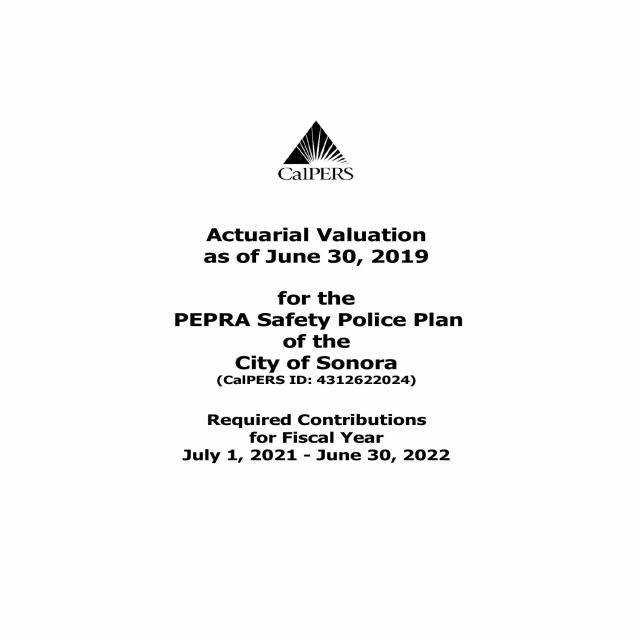 CalPERS
Actuarial Valuation
as of June 30, 2019
for the
PEPRA Safety Police Plan
of the
City of Sonora
(CalPERS ID: 4312622024)
Required Contributions
for Fiscal Year
July 1, 2021 - June 30, 2022